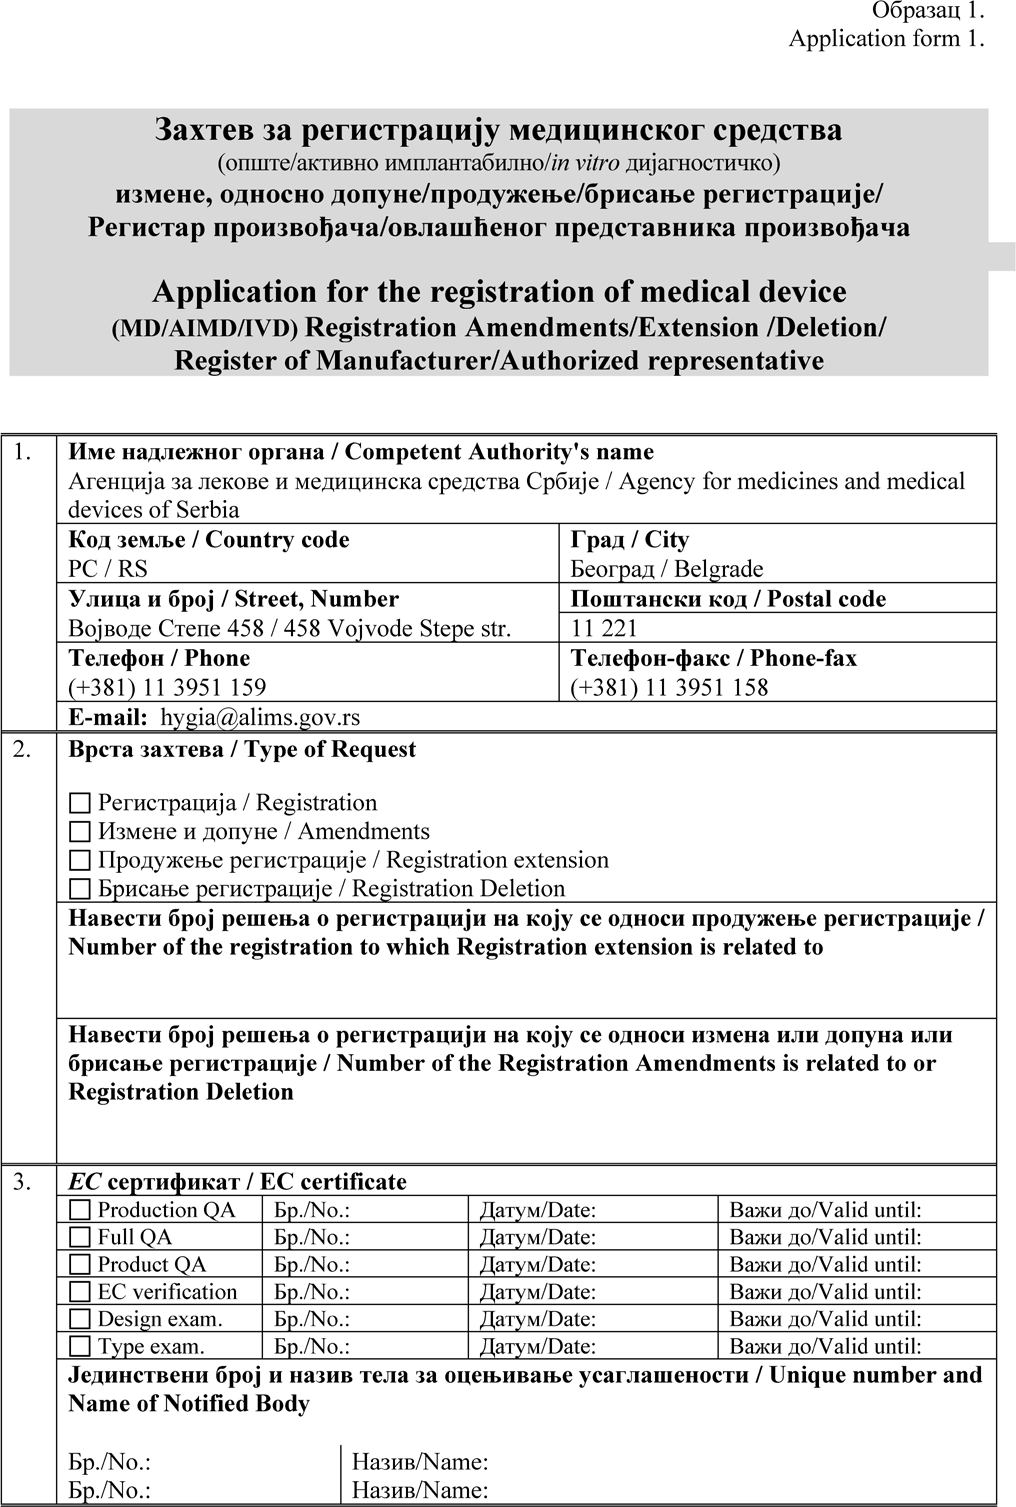 Образац 1.
Application form 1.
Захтев за регистрацију медицинског средства
(опште/активно имплантабилно/in vitro дијагностичко)
измене, односно допуне/продужење/брисање регистрације/
Регистар произвођача/овлашћеног представника произвођача
Application for the registration of medical device
(MD/AIMD/IVD) Registration Amendments/Extension /Deletion/
Register of Manufacturer/Authorized representative
1. Име надлежног органа / Competent Authority's name
Агенција за лекове и медицинска средства Србије / Agency for medicines and medical
devices of Serbia
Код земље / Country code Град / City
РС / RS Београд / Belgrade
Улица и број / Street, Number Поштански код / Postal code
Војводе Степе 458 / 458 Vojvode Stepe str. 11 221
Телефон / Phone Телефон-факс / Phone-fax
(+381) 11 3951 159 (+381) 11 3951 158
E-mail: hygia@alims.gov.rs
2. Врста захтева / Type of Request
☐ Регистрација / Registration
☐ Измене и допуне / Amendments
☐ Продужење регистрације / Registration extension
☐ Брисање регистрације / Registration Deletion
Навести број решења о регистрацији на коју се односи продужење регистрације /
Number of the registration to which Registration extension is related to
Навести број решења о регистрацији на коју се односи измена или допуна или
брисање регистрације / Number of the Registration Amendments is related to or
Registration Deletion
3. EC сертификат / EC certificate
☐ Production QA Бр./No.: Датум/Date: Важи до/Valid until:
☐ Full QA Бр./No.: Датум/Date: Важи до/Valid until:
☐ Product QA Бр./No.: Датум/Date: Важи до/Valid until:
☐ EC verification Бр./No.: Датум/Date: Важи до/Valid until:
☐ Design exam. Бр./No.: Датум/Date: Важи до/Valid until:
☐ Type exam. Бр./No.: Датум/Date: Важи до/Valid until:
Јединствени број и назив тела за оцењивање усаглашености / Unique number and
Name of Notified Body
Бр./No.: Назив/Name:
Бр./No.: Назив/Name: